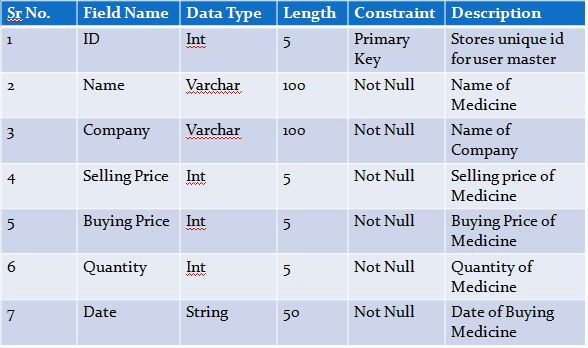 Sr No. Field Name Data Type Length Constraint Description
1 ID Int 5 Primary Key Stores unique id for user master
2 Name Varchar 100 Not Null Name of Medicine
3 Company Varchar 100 Not Null Name of Company
4 Selling Price Int 5 Not Null Selling price of Medicine
5 Buying Price Int 5 Not Null Buying Price of Medicine
6 Quantity Int 5 Not Null Quantity of Medicine
7 Date String 50 Not Null Date of Buying Medicine